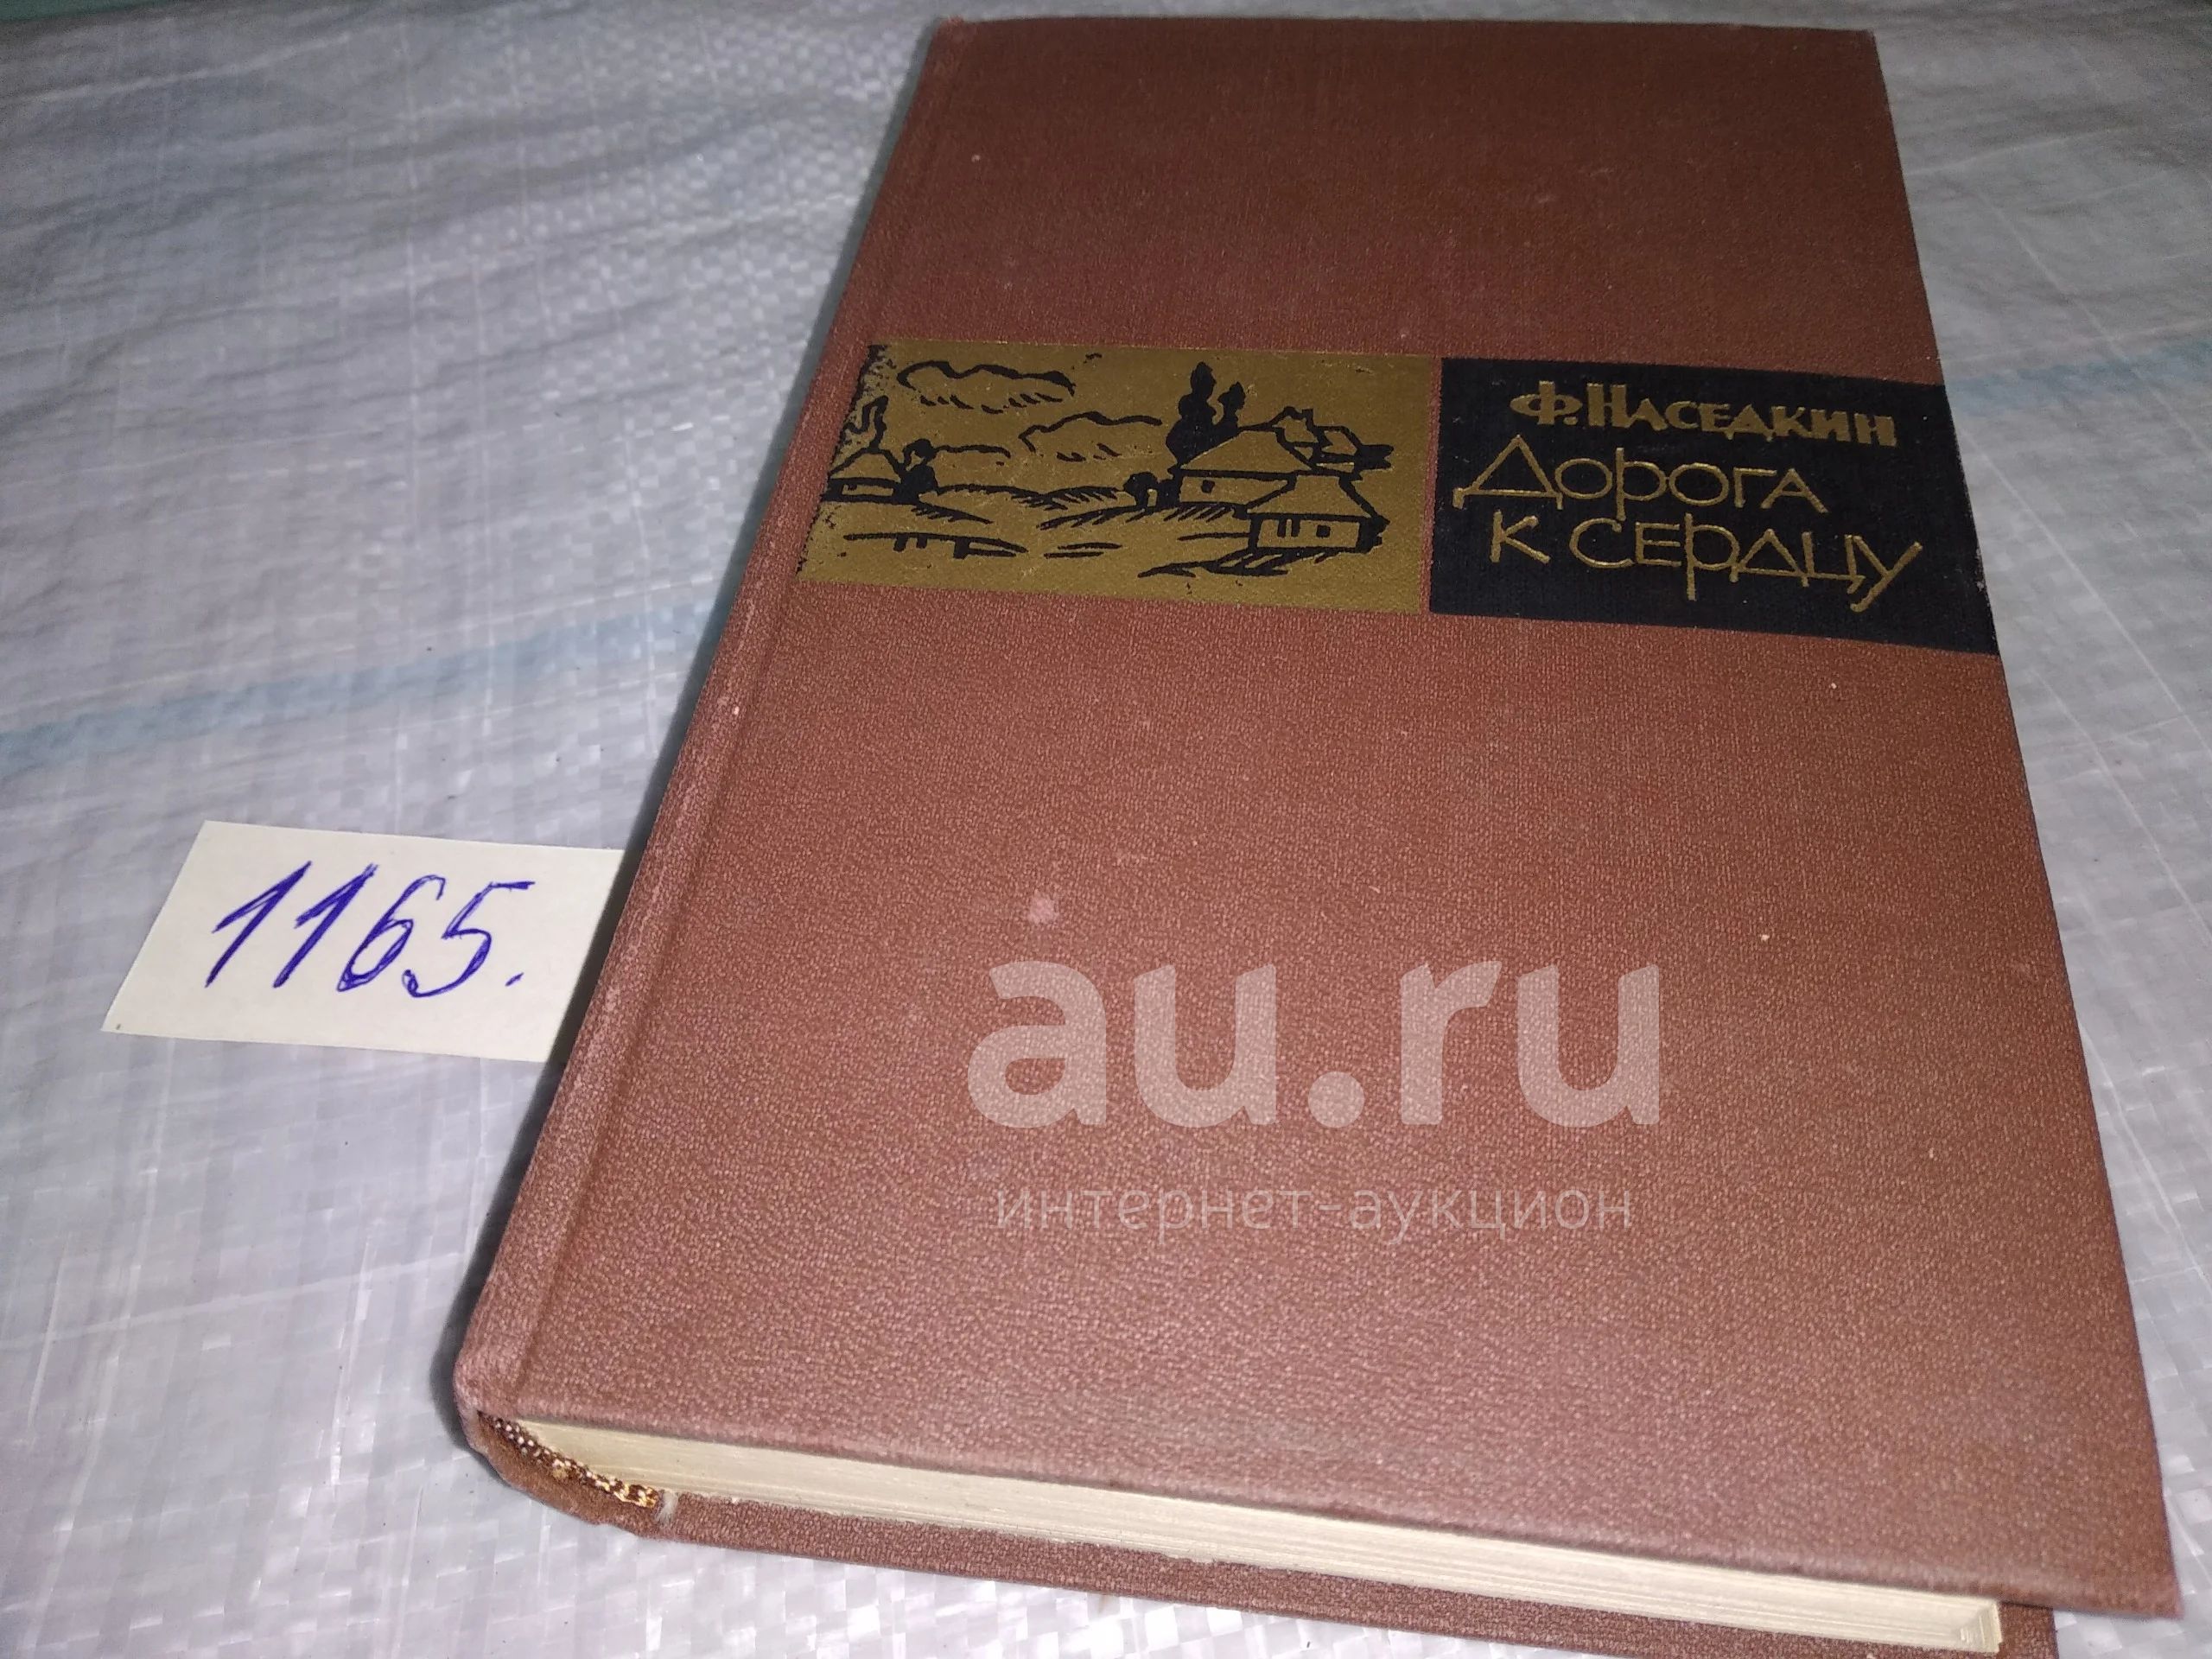 Ф. НАСЕДКИН
ДОРОГА
К СЕРДЦУ
1165.
au.ru
интернет-аукцион